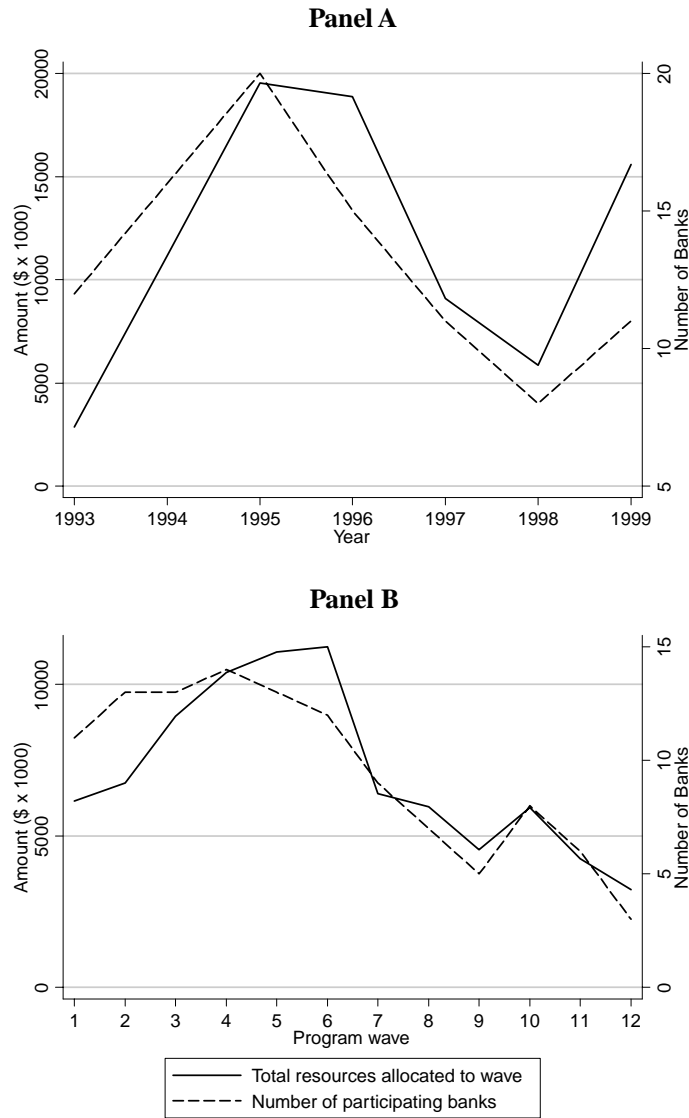 Panel A
20000
15000
10000
5000
0
Amount ($ x 1000)
20
15
10
5
Number of Banks
1993 1994 1995 1996 1997 1998 1999
Year
Panel B
10000
5000
0
Amount ($ x 1000)
15
10
5
0
Number of Banks
1 2 3 4 5 6 7 8 9 10 11 12
Program wave
Total resources allocated to wave
Number of participating banks